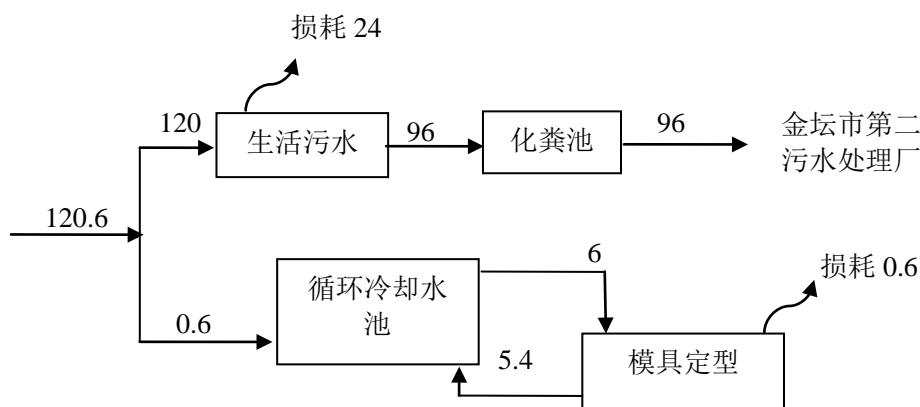 损耗 24
120
生活污水
96
化粪池
96
金坛市第二
污水处理厂
120.6
循环冷却水
池
6
损耗 0.6
0.6
5.4
模具定型